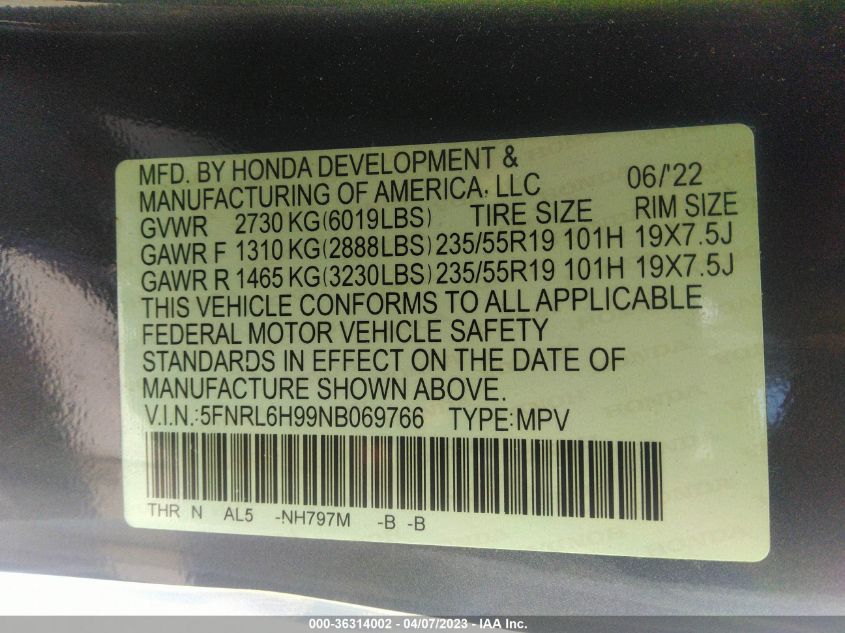 MFD. BY HONDA DEVELOPMENT &
MANUFACTURING OF AMERICA, LLC 06/'22
GVWR 2730 KG(6019LBS) TIRE SIZE RIM SIZE
GAWR F 1310 KG(2888LBS) 235/55R19 101H 19X7.5J
GAWR R 1465 KG(3230LBS) 235/55R19 101H 19X7.5J
THIS VEHICLE CONFORMS TO ALL APPLICABLE
FEDERAL MOTOR VEHICLE SAFETY
STANDARDS IN EFFECT ON THE DATE OF
MANUFACTURE SHOWN ABOVE.
V.I.N.:5FNRL6H99NB069766 TYPE:MPV
THR N AL5 -NH797M -B -B
000-36314002 - 04/07/2023 - IAA Inc.